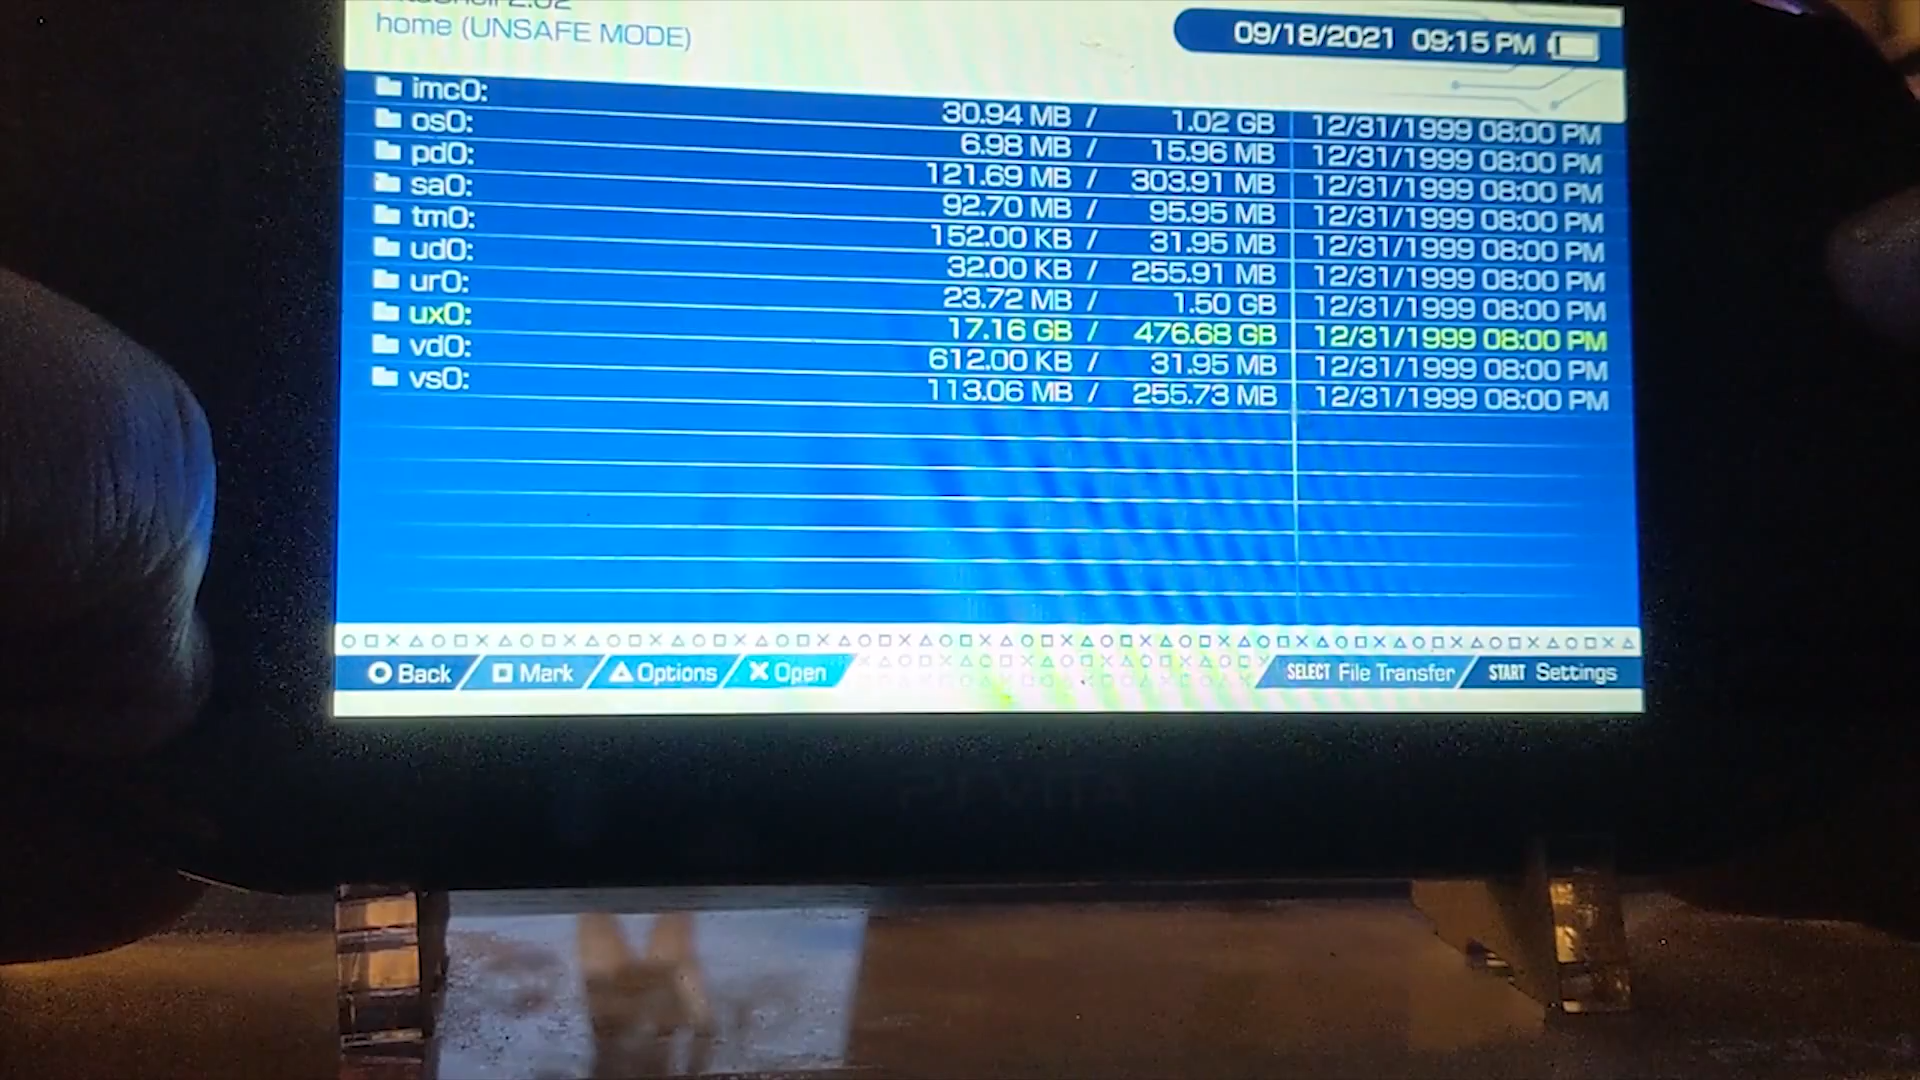 2.02
home (UNSAFE MODE)
09/18/2021 09:15 PM
imc0: 30.94 MB / 1.02 GB 12/31/1999 08:00 PM
os0: 6.98 MB / 15.96 MB 12/31/1999 08:00 PM
pd0: 121.69 MB / 303.91 MB 12/31/1999 08:00 PM
sa0: 92.70 MB / 95.95 MB 12/31/1999 08:00 PM
tm0: 152.00 KB / 31.95 MB 12/31/1999 08:00 PM
ud0: 32.00 KB / 255.91 MB 12/31/1999 08:00 PM
ur0: 23.72 MB / 1.50 GB 12/31/1999 08:00 PM
ux0: 17.16 GB / 476.68 GB 12/31/1999 08:00 PM
vd0: 612.00 KB / 31.95 MB 12/31/1999 08:00 PM
vs0: 113.06 MB / 255.73 MB 12/31/1999 08:00 PM
Back Mark Options Open SELECT File Transfer START Settings
PSVITA